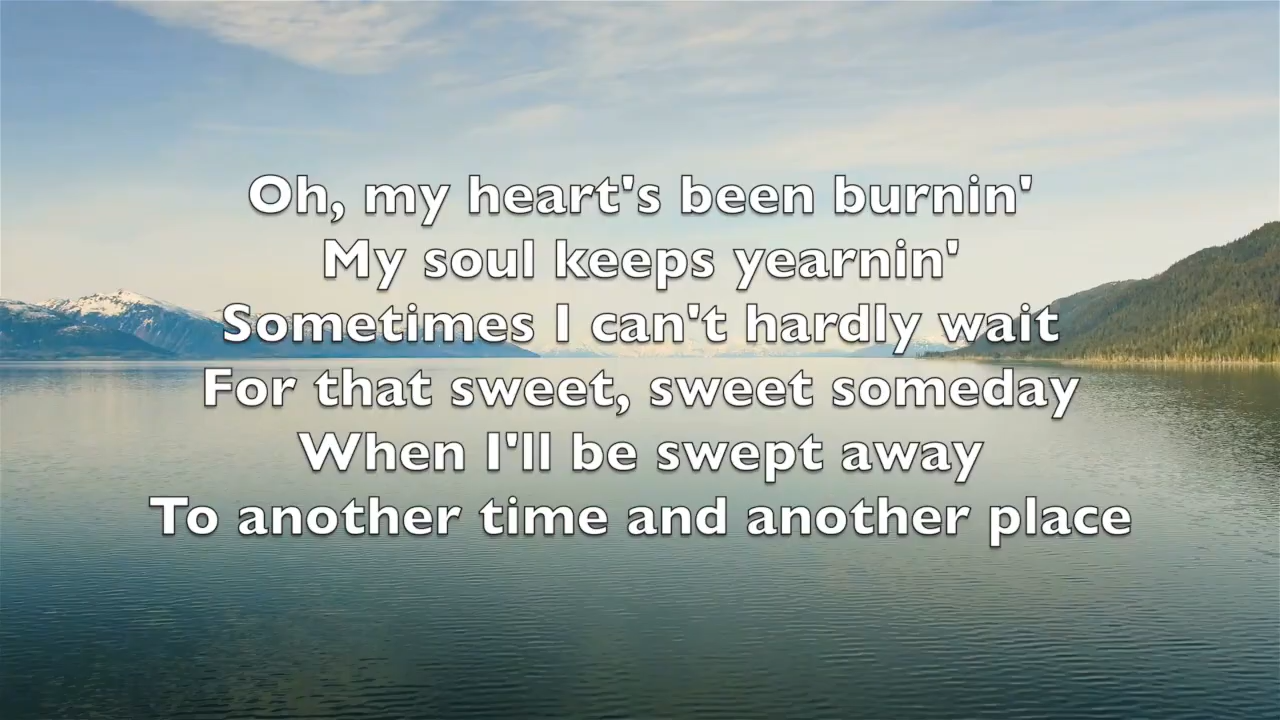 Oh, my heart's been burnin'
My soul keeps yearnin'
Sometimes I can't hardly wait
For that sweet, sweet someday
When I'll be swept away
To another time and another place